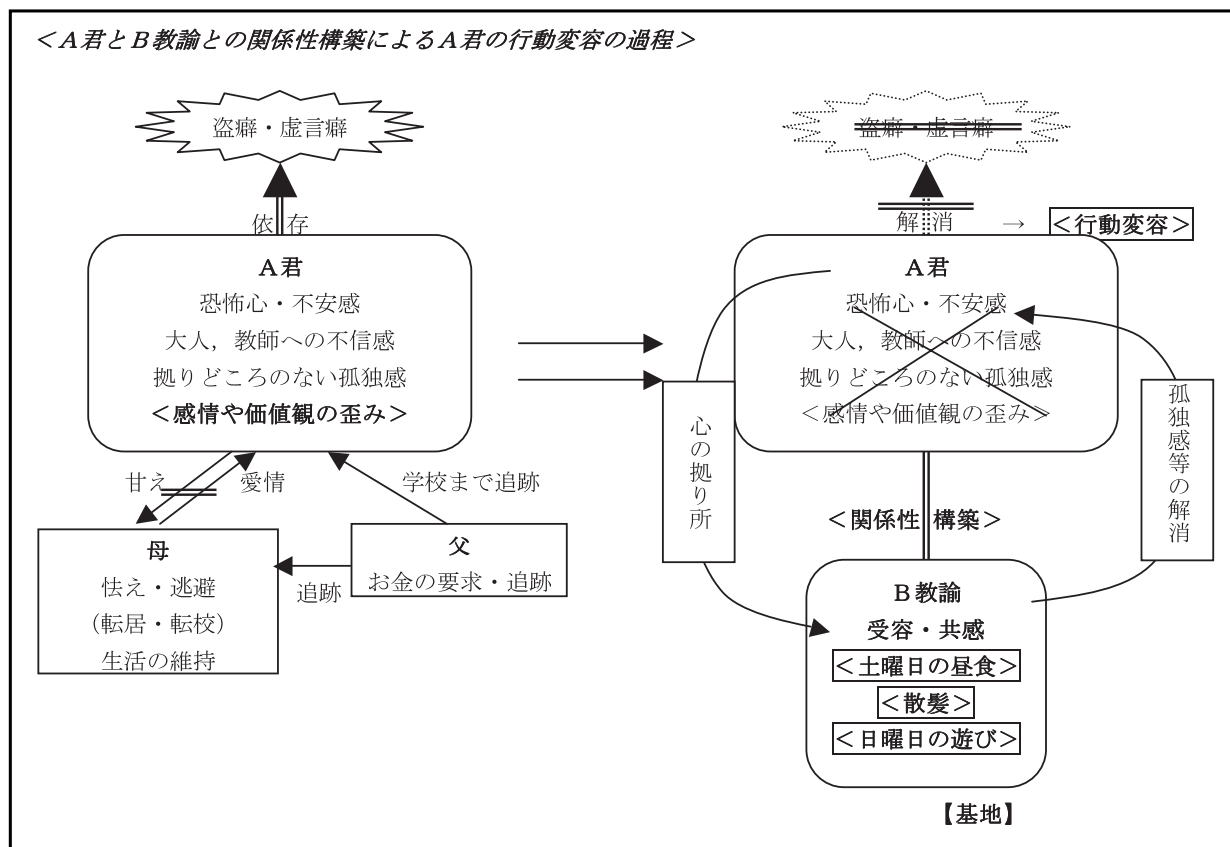 ＜A君とB教諭との関係性構築によるA君の行動変容の過程＞
盗癖・虚言癖
依存
A君
恐怖心・不安感
大人，教師への不信感
拠りどころのない孤独感
＜感情や価値観の歪み＞
甘え
愛情
学校まで追跡
母
怯え・逃避
（転居・転校）
生活の維持
追跡
父
お金の要求・追跡
盗癖・虚言癖
解消 → ＜行動変容＞
A君
恐怖心・不安感
大人，教師への不信感
拠りどころのない孤独感
＜感情や価値観の歪み＞
心の拠り所
孤独感等の解消
＜関係性構築＞
B教諭
受容・共感
＜土曜日の昼食＞
＜散髪＞
＜日曜日の遊び＞
【基地】